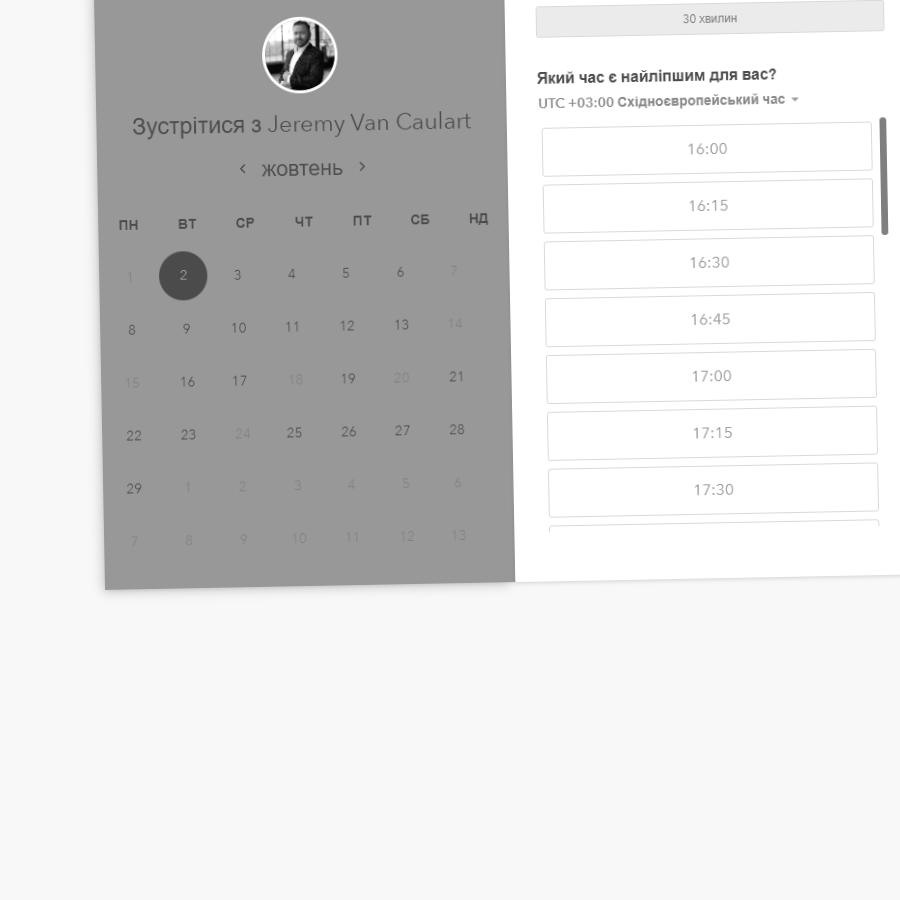 Зустрітися з Jeremy Van Caulart
жовтень
ПН ВТ СР ЧТ ПТ СБ НД
1 2 3 4 5 6 7
8 9 10 11 12 13 14
15 16 17 18 19 20 21
22 23 24 25 26 27 28
29 1 2 3 4 5 6
7 8 9 10 11 12 13
30 хвилин
Який час є найліпшим для вас?
UTC +03:00 Східноєвропейський час
16:00
16:15
16:30
16:45
17:00
17:15
17:30